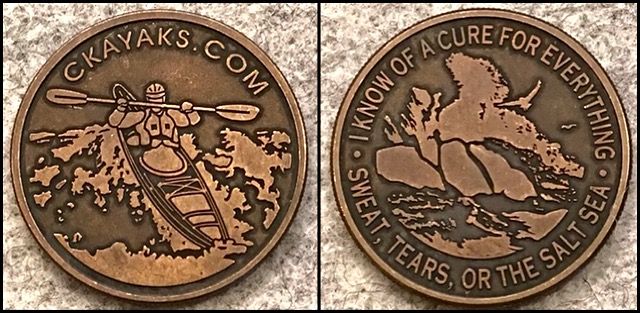 CKAYAKS.COM
I KNOW OF A CURE FOR EVERYTHING
• SWEAT, TEARS, OR THE SALT SEA •